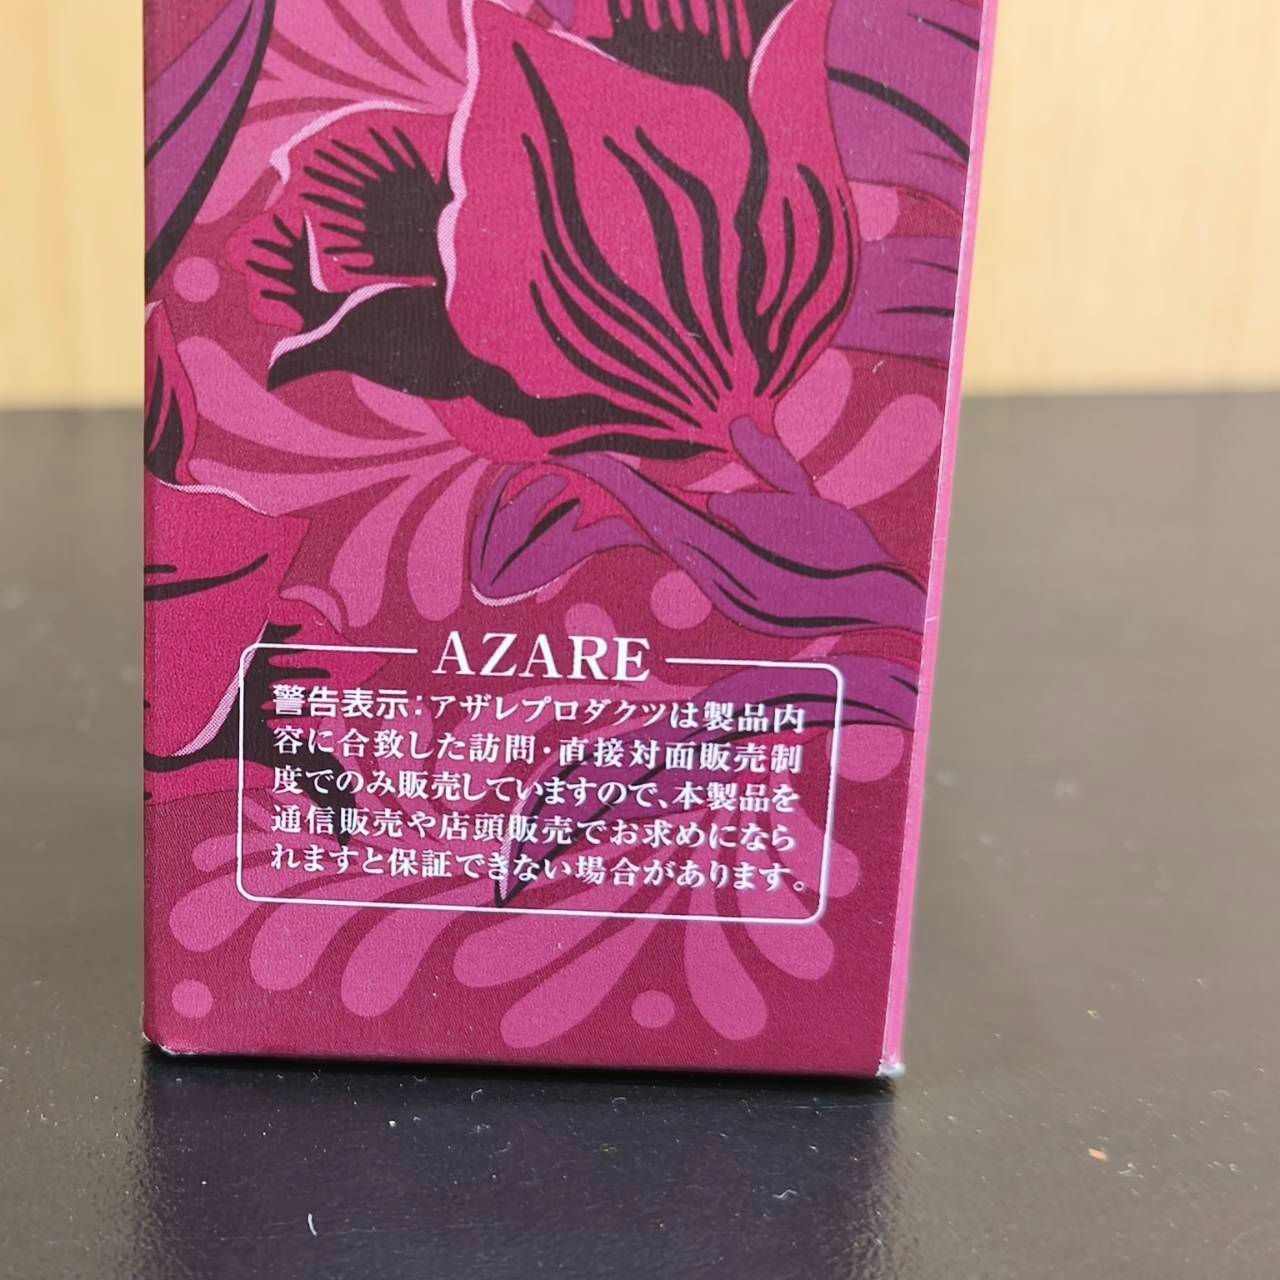 AZARE
警告表示：アザレプロダクツは製品内
容に合致した訪問・直接対面販売制
度でのみ販売していますので、本製品を
通信販売や店頭販売でお求めになら
れますと保証できない場合があります。